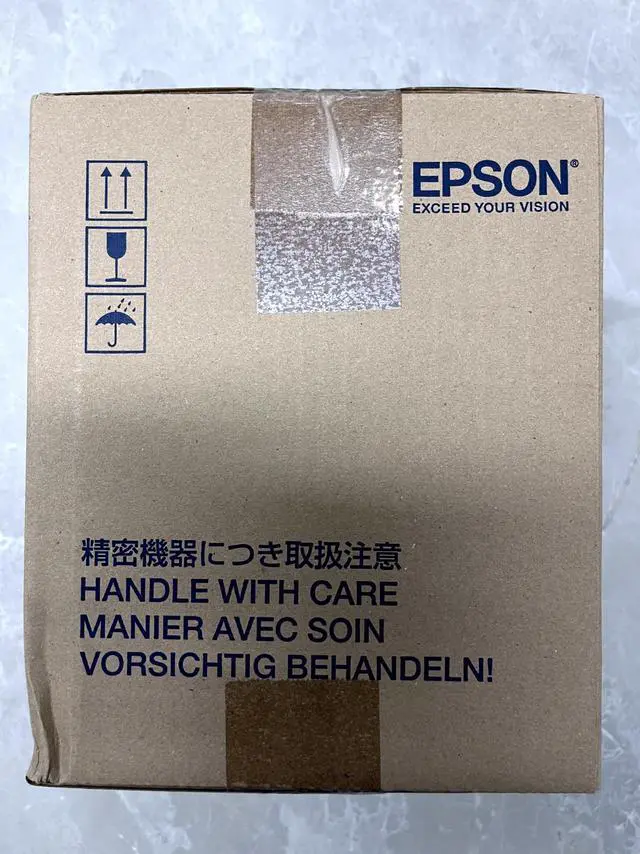 EPSON®
EXCEED YOUR VISION
精密機器につき取扱注意
HANDLE WITH CARE
MANIER AVEC SOIN
VORSICHTIG BEHANDELN!